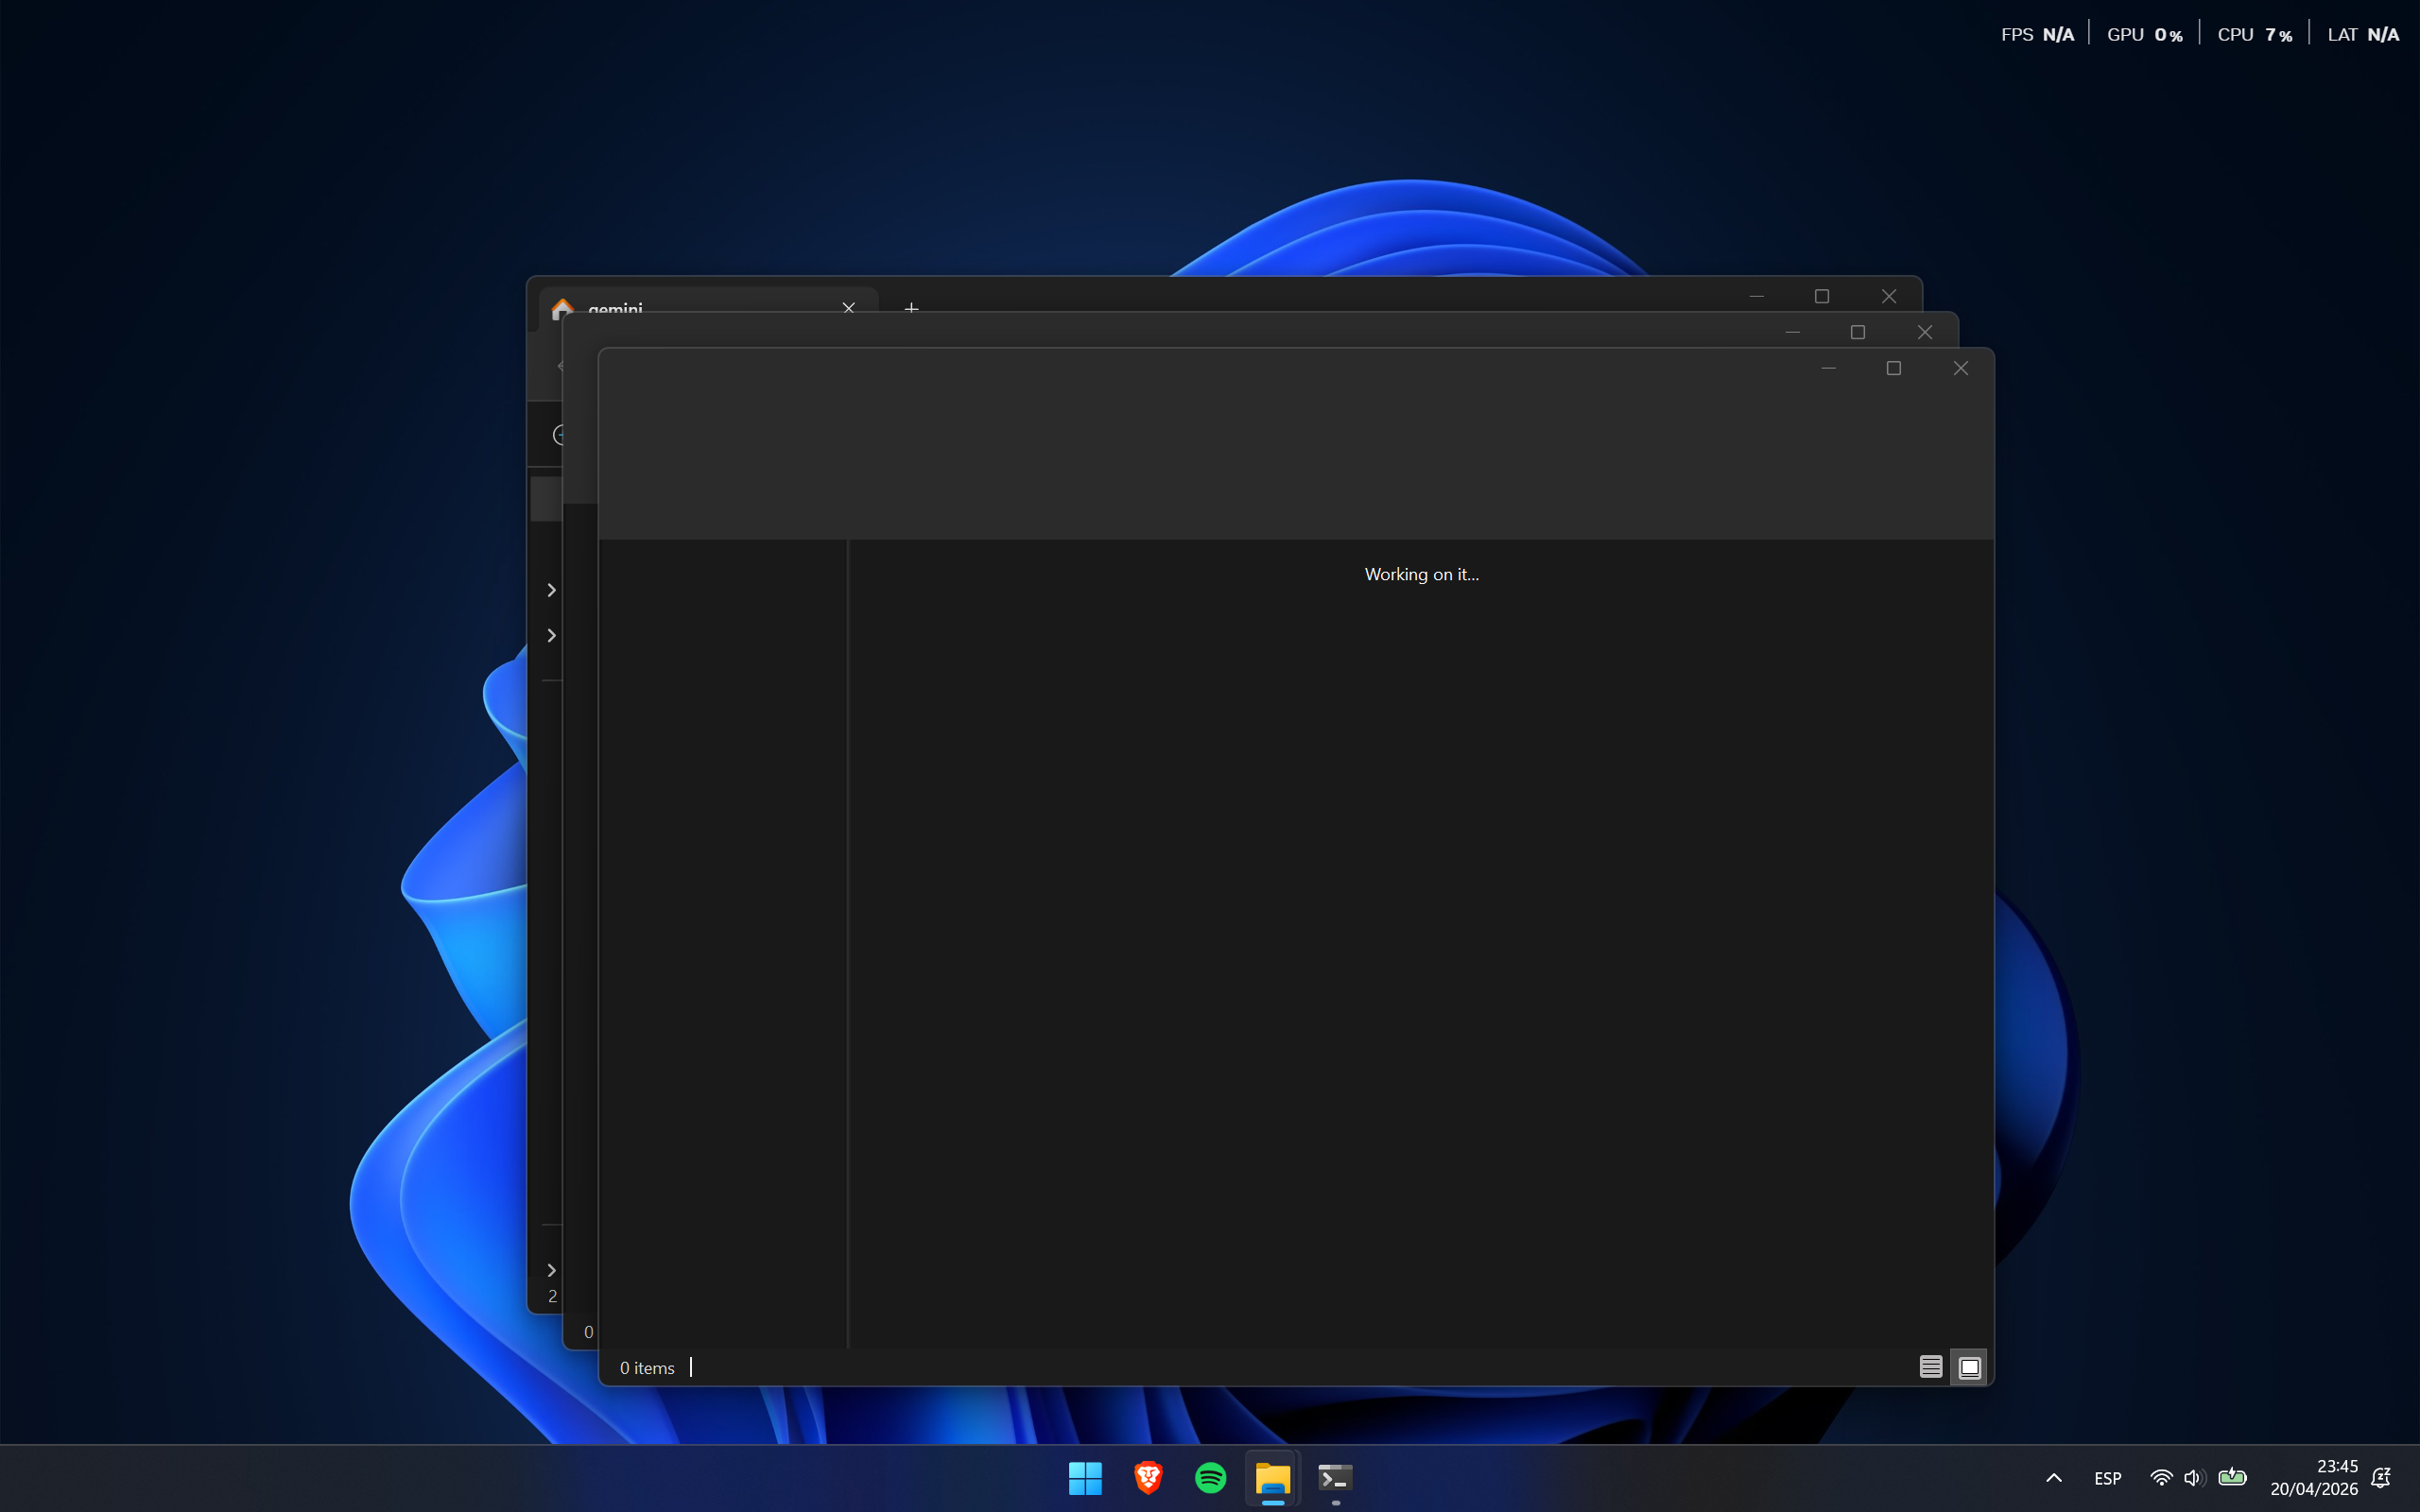 FPS N/A GPU 0% CPU 7% LAT N/A
gemini
Working on it...
2
0
0 items
ESP
23:45
20/04/2026